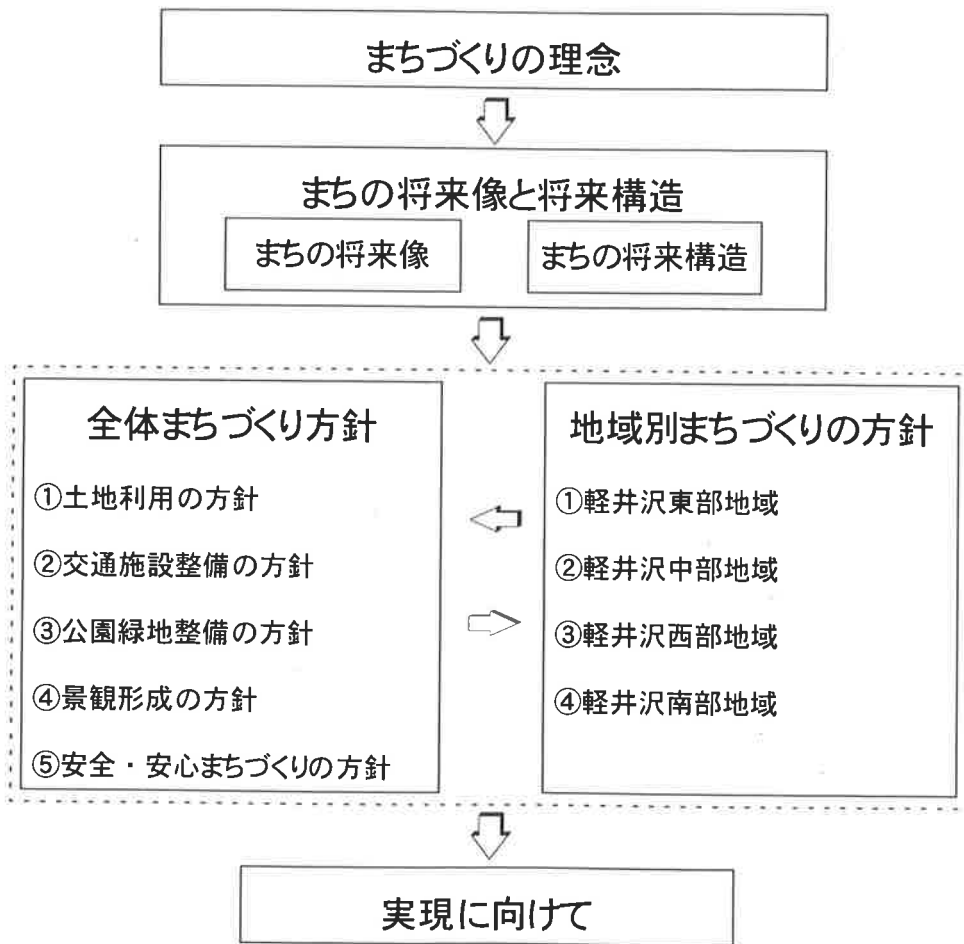 まちづくりの理念
まちの将来像と将来構造
まちの将来像
まちの将来構造
全体まちづくり方針
①土地利用の方針
②交通施設整備の方針
③公園緑地整備の方針
④景観形成の方針
⑤安全・安心まちづくりの方針
地域別まちづくりの方針
①軽井沢東部地域
②軽井沢中部地域
③軽井沢西部地域
④軽井沢南部地域
実現に向けて